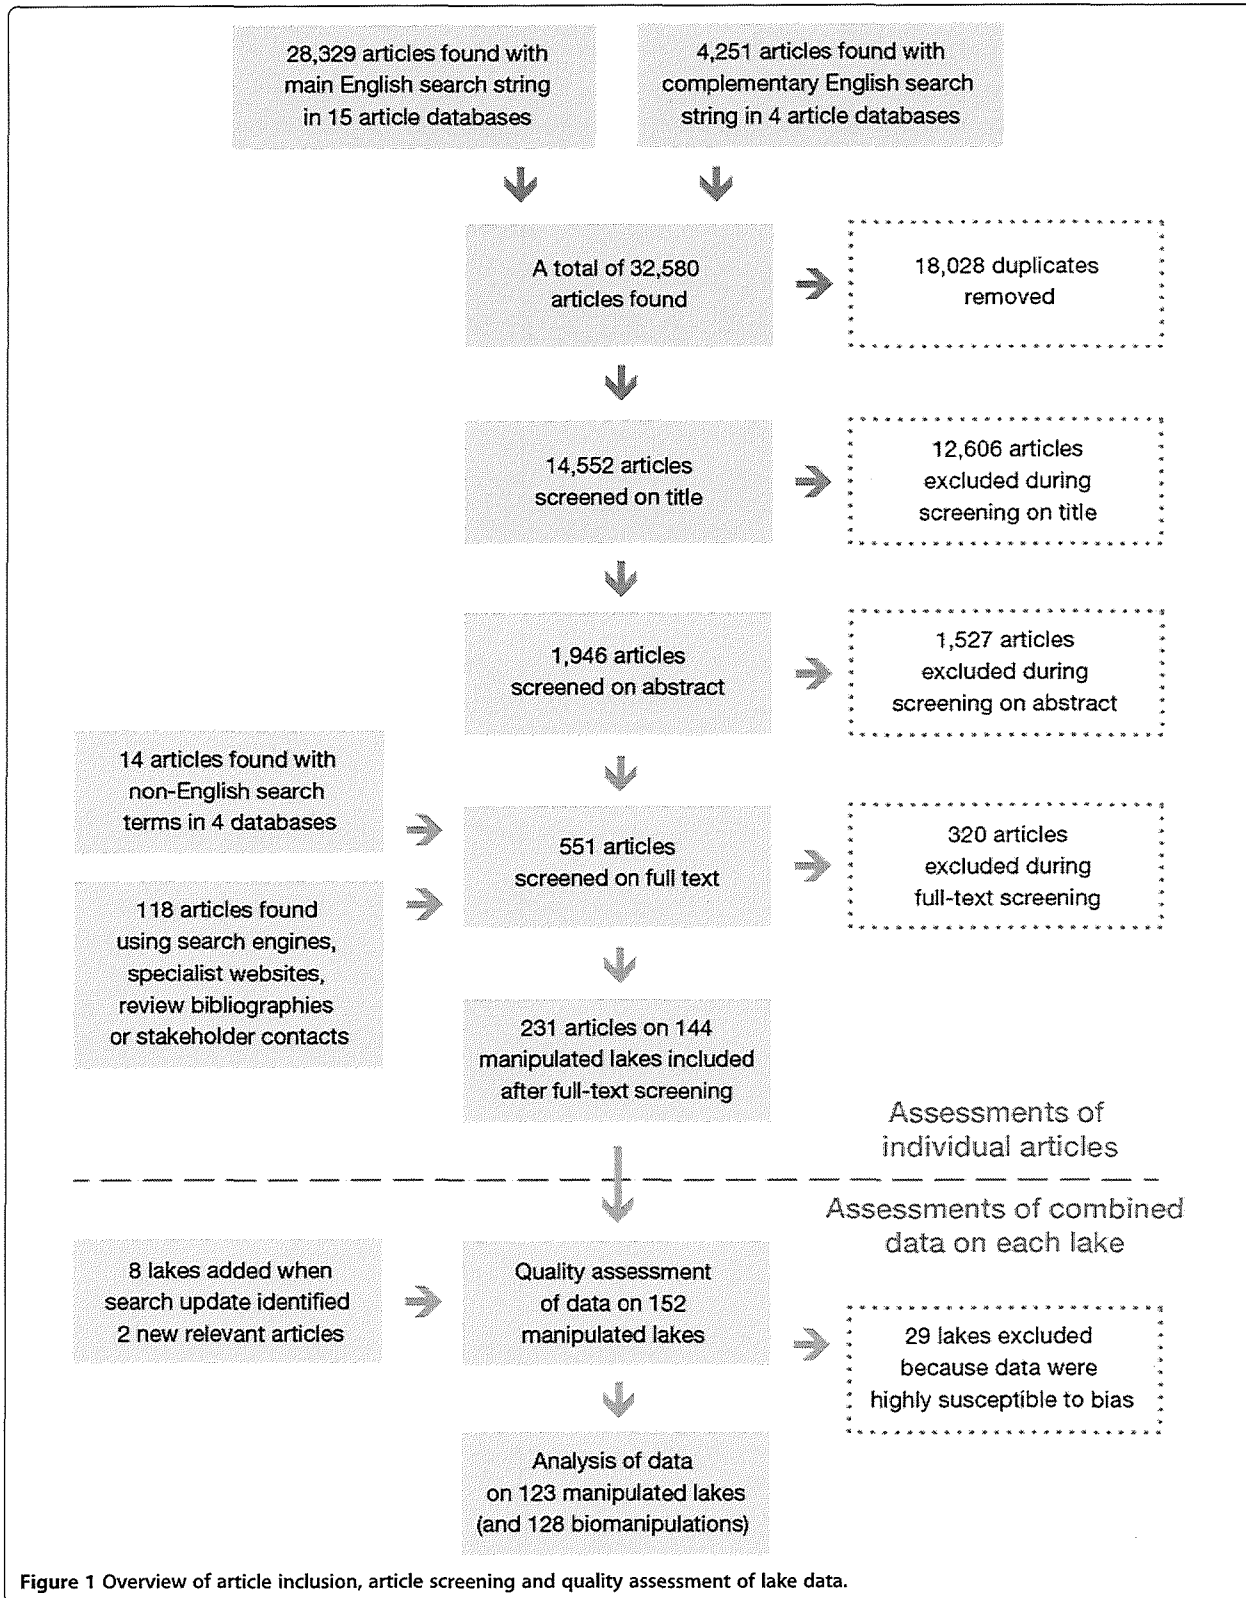 28,329 articles found with
main English search string
in 15 article databases
4,251 articles found with
complementary English search
string in 4 article databases
A total of 32,580
articles found
18,028 duplicates
removed
14,552 articles
screened on title
12,606 articles
excluded during
screening on title
1,946 articles
screened on abstract
1,527 articles
excluded during
screening on abstract
14 articles found with
non-English search
terms in 4 databases
551 articles
screened on full text
320 articles
excluded during
full-text screening
118 articles found
using search engines,
specialist websites,
review bibliographies
or stakeholder contacts
231 articles on 144
manipulated lakes included
after full-text screening
Assessments of
individual articles
Assessments of combined
data on each lake
8 lakes added when
search update identified
2 new relevant articles
Quality assessment
of data on 152
manipulated lakes
29 lakes excluded
because data were
highly susceptible to bias
Analysis of data
on 123 manipulated lakes
(and 128 biomanipulations)
Figure 1 Overview of article inclusion, article screening and quality assessment of lake data.